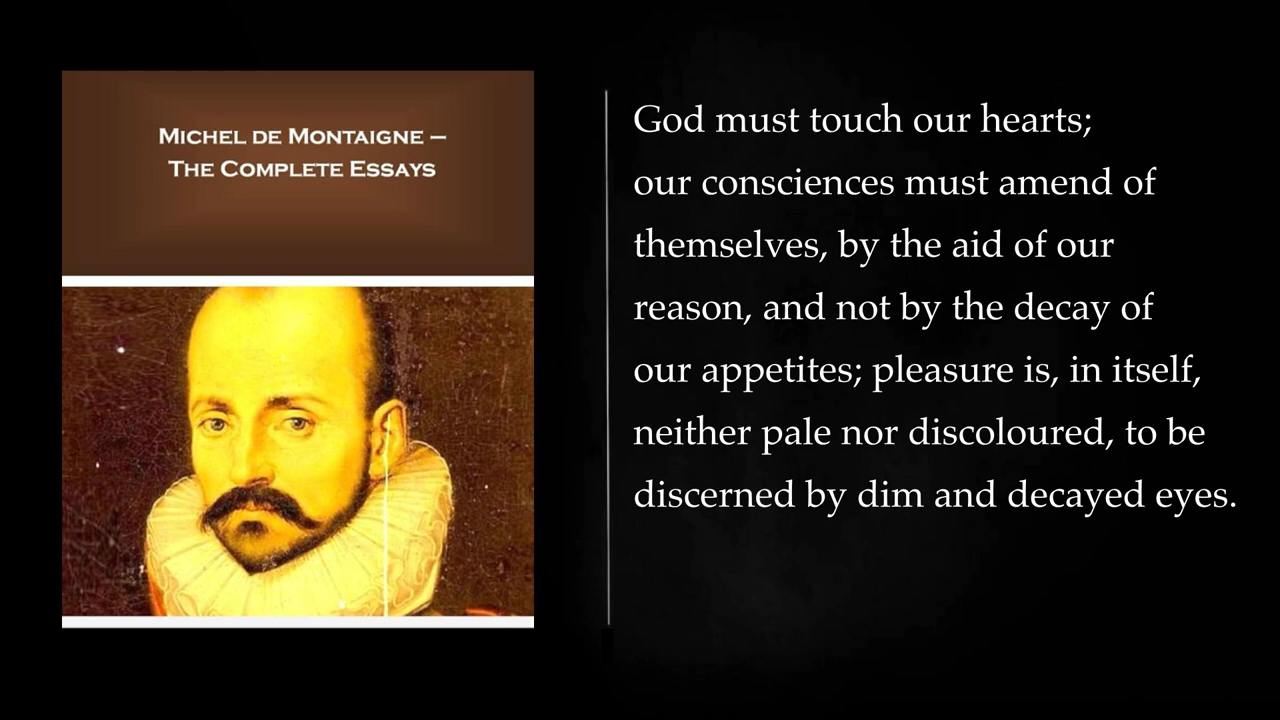 MICHEL DE MONTAIGNE –
THE COMPLETE ESSAYS
God must touch our hearts;
our consciences must amend of
themselves, by the aid of our
reason, and not by the decay of
our appetites; pleasure is, in itself,
neither pale nor discoloured, to be
discerned by dim and decayed eyes.